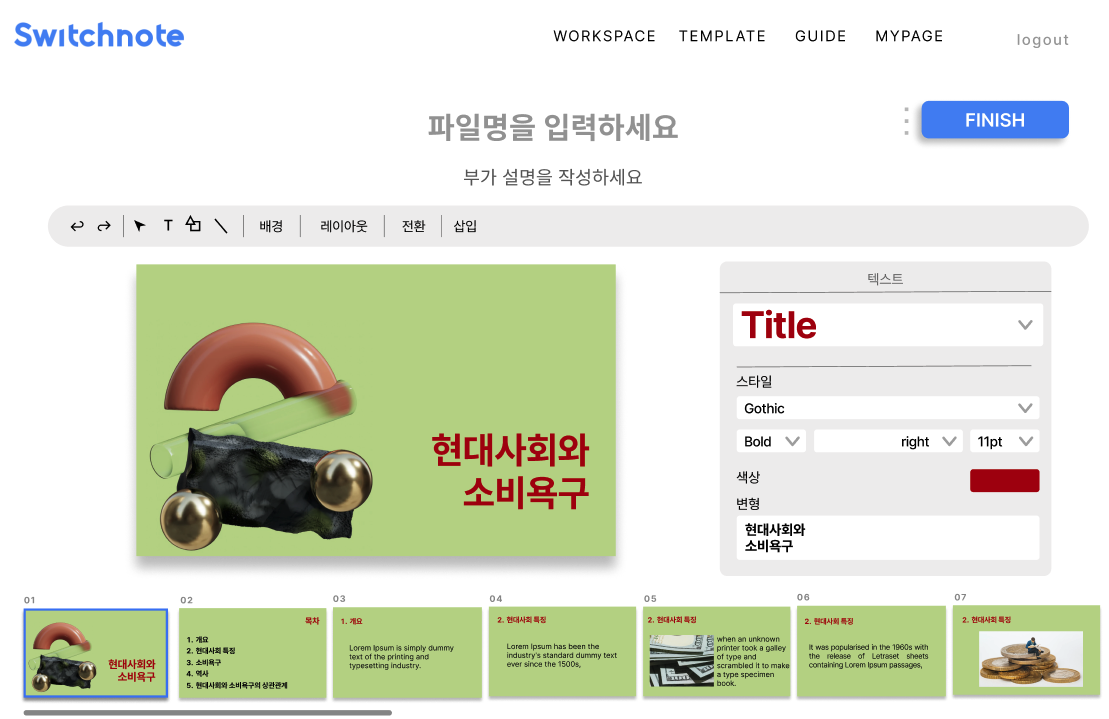 Switchnote
WORKSPACE TEMPLATE GUIDE MYPAGE logout
파일명을 입력하세요
FINISH
부가 설명을 작성하세요
T 배경 레이아웃 전환 삽입
현대사회와
소비욕구
텍스트
Title
스타일
Gothic
Bold right 11pt
색상
변형
현대사회와
소비욕구
01
현대사회와
소비욕구
02
목차
1. 개요
2. 현대사회 특징
3. 소비욕구
4. 역사
5. 현대사회와 소비욕구의 상관관계
03
1. 개요
Lorem Ipsum is simply dummy
text of the printing and
typesetting industry.
04
2. 현대사회 특징
Lorem Ipsum has been the
industry's standard dummy text
ever since the 1500s,
05
2. 현대사회 특징
when an unknown
printer took a galley
of type and
scrambled it to make
a type specimen
book.
06
2. 현대사회 특징
It was popularised in the 1960s with
the release of Letraset sheets
containing Lorem Ipsum passages,
07
2. 현대사회 특징